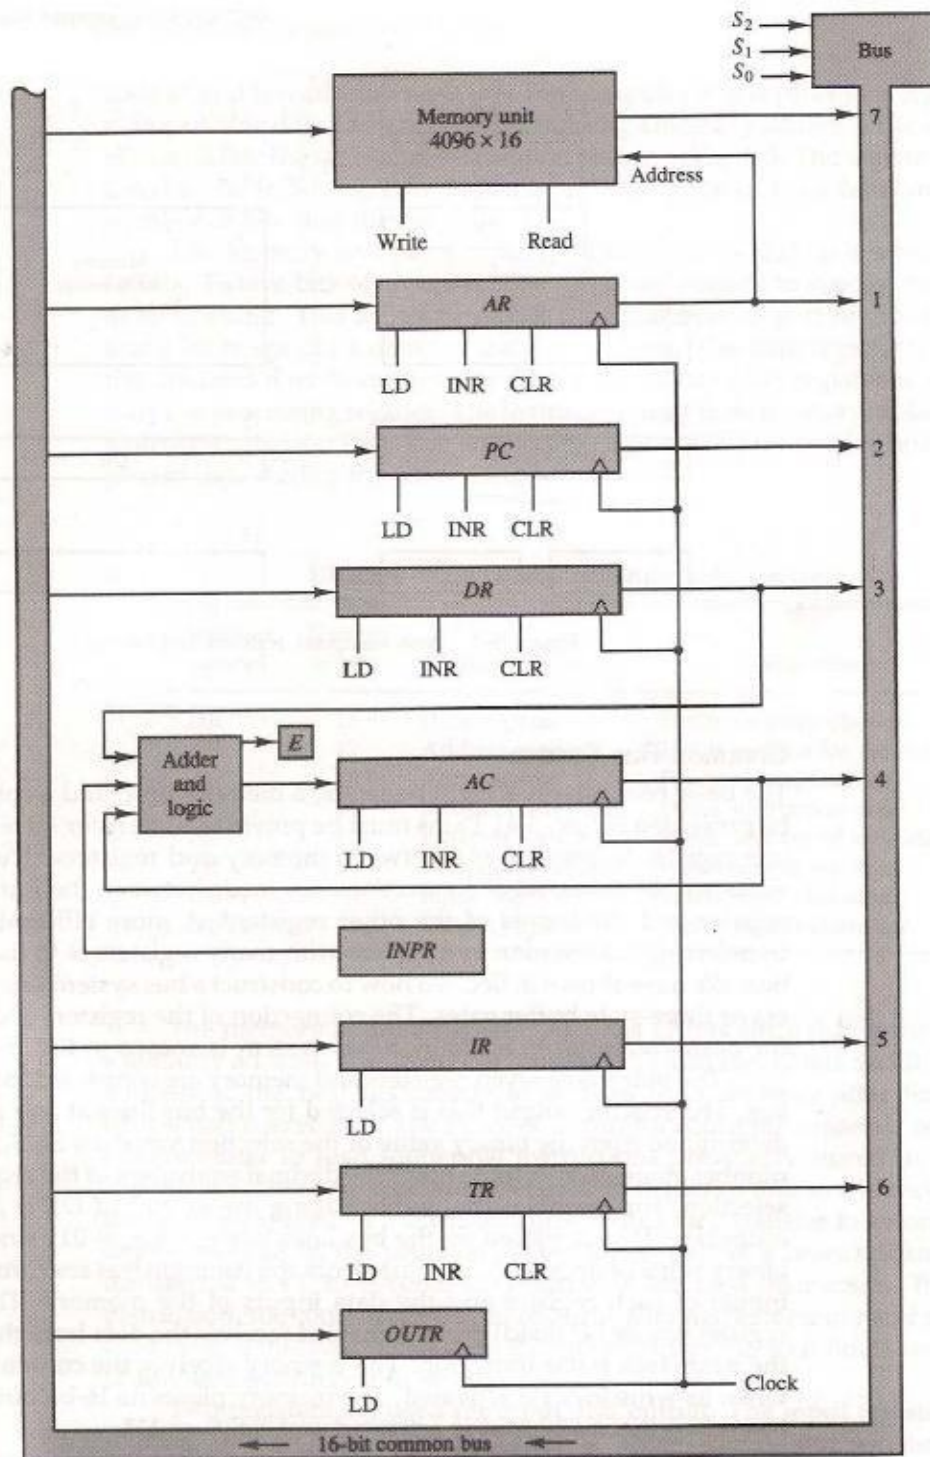 S2
S1
S0
Bus
Memory unit
4096 × 16
7
Address
Write
Read
AR
1
LD
INR
CLR
PC
2
LD
INR
CLR
DR
3
LD
INR
CLR
Adder
and
logic
E
AC
4
LD
INR
CLR
INPR
IR
5
LD
TR
6
LD
INR
CLR
OUTR
LD
Clock
16-bit common bus